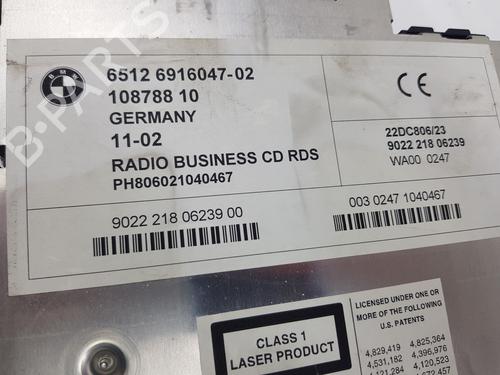 BMW
6512 6916047-02
108788 10
GERMANY
11-02
RADIO BUSINESS CD RDS
PH806021040467
CE
22DC806/23
9022 218 06239
WA00 0247
9022 218 06239 00
003 0247 1040467
CLASS 1
LASER PRODUCT
LICENSED UNDER ONE OR
MORE OF THE FOLLOWING
U.S. PATENTS
4,829,419 4,825,364
4,531,182 4,396,976
4,121,284 4,120,523